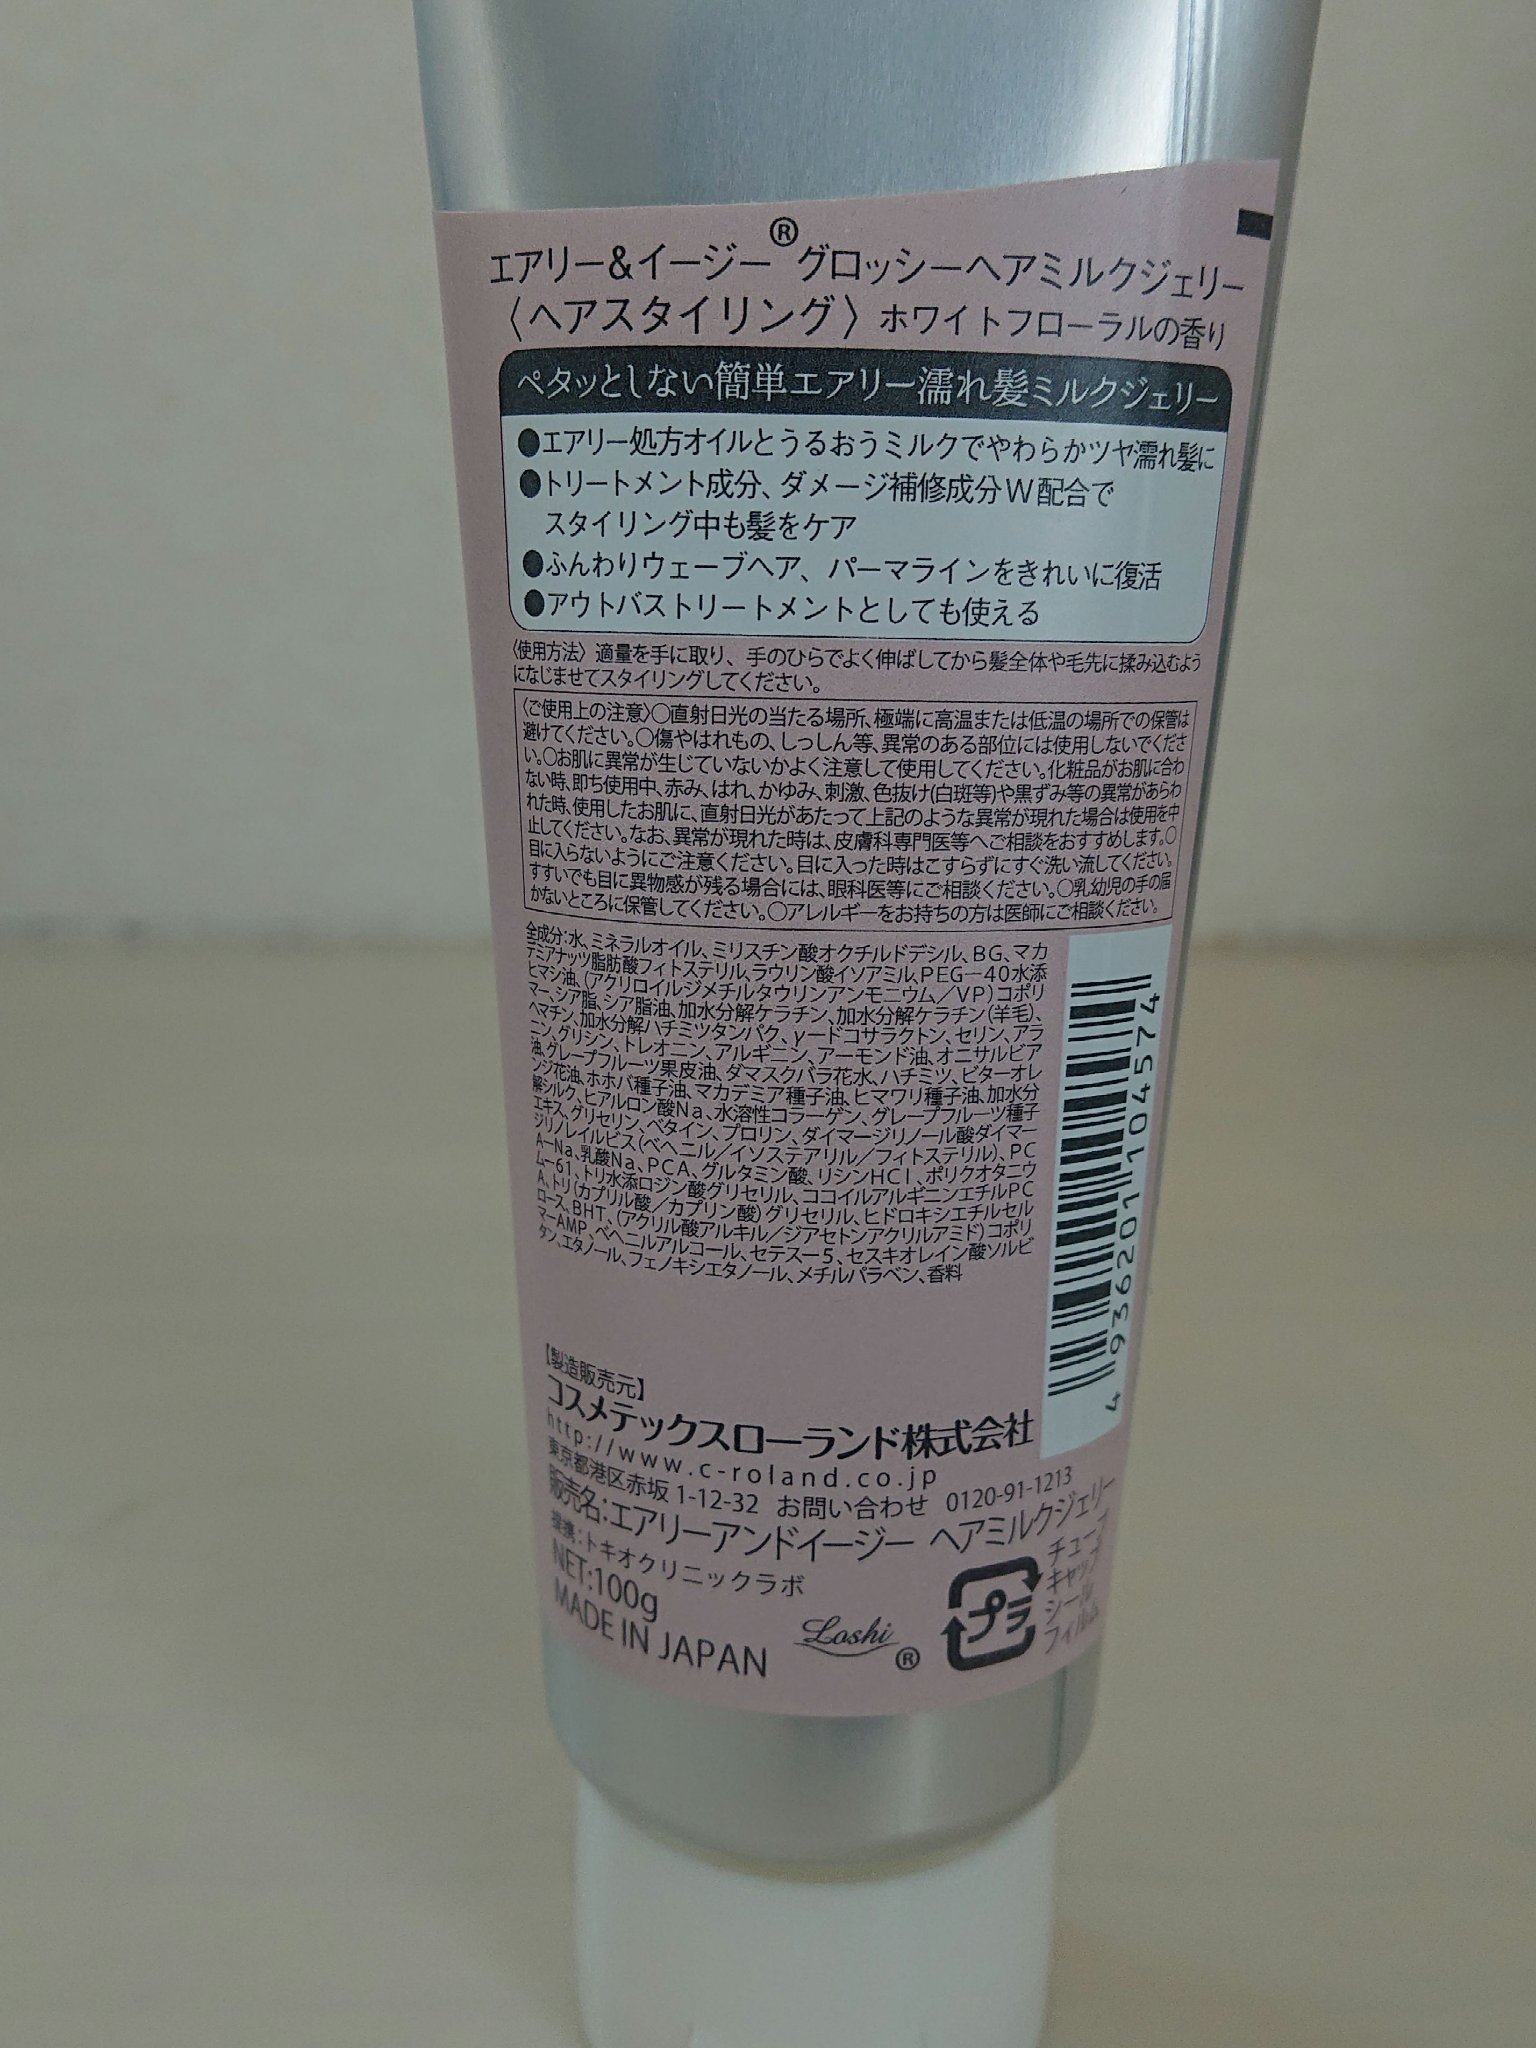 エアリー&イージー®グロッシーヘアミルクジェリー
〈ヘアスタイリング〉ホワイトフローラルの香り
ペタッとしない簡単エアリー濡れ髪ミルクジェリー
●エアリー処方オイルとうるおうミルクでやわらかツヤ濡れ髪に
●トリートメント成分、ダメージ補修成分W配合で
スタイリング中も髪をケア
●ふんわりウェーブヘア、パーマラインをきれいに復活
●アウトバストリートメントとしても使える
〈使用方法〉適量を手に取り、手のひらでよく伸ばしてから髪全体や毛先に揉み込むよう
になじませてスタイリングしてください。
〈ご使用上の注意〉○直射日光の当たる場所、極端に高温または低温の場所での保管は
避けてください。○傷やはれもの、しっしん等、異常のある部位には使用しないでくださ
い。○お肌に異常が生じていないかよく注意して使用してください。化粧品がお肌に合わ
ない時、即ち使用中、赤み、はれ、かゆみ、刺激、色抜け(白斑等)や黒ずみ等の異常があらわ
れた時、使用したお肌に、直射日光があたって上記のような異常が現れた場合は使用を中
止してください。なお、異常が現れた時は、皮膚科専門医等へご相談をおすすめします。○
目に入らないようにご注意ください。目に入った時はこすらずにすぐ洗い流してください。
すすいでも目に異物感が残る場合には、眼科医等にご相談ください。○乳幼児の手の届
かないところに保管してください。○アレルギーをお持ちの方は医師にご相談ください。
全成分:水、ミネラルオイル、ミリスチン酸オクチルドデシル、BG、マカ
デミアナッツ脂肪酸フィトステリル、ラウリン酸イソアミル、PEG-40水添
ヒマシ油、(アクリロイルジメチルタウリンアンモニウム/VP)コポリ
マー、シア脂、シア脂油、加水分解ケラチン、加水分解ケラチン(羊毛)、
ヘマチン、加水分解ハチミツタンパク、γ-ドコサラクトン、セリン、アラ
ニン、グリシン、トレオニン、アルギニン、アーモンド油、オニサルビア
油、グレープフルーツ果皮油、ダマスクバラ花水、ハチミツ、ビターオレ
ンジ花油、ホホバ種子油、マカデミア種子油、ヒマワリ種子油、加水分
解シルク、ヒアルロン酸Na、水溶性コラーゲン、グレープフルーツ種子
エキス、グリセリン、ベタイン、プロリン、ダイマージリノール酸ダイマー
ジリノレイルビス(ベヘニル/イソステアリル/フィトステリル)、PC
A-Na、乳酸Na、PCA、グルタミン酸、リシンHCl、ポリクオタニウ
ム-61、トリ水添ロジン酸グリセリル、ココイルアルギニンエチルPC
A、トリ(カプリル酸/カプリン酸)グリセリル、ヒドロキシエチルセル
ロース、BHT、(アクリル酸アルキル/ジアセトンアクリルアミド)コポリ
マーAMP、ベヘニルアルコール、セテス-5、セスキオレイン酸ソルビ
タン、エタノール、フェノキシエタノール、メチルパラベン、香料
4936201104574
【製造販売元】
コスメテックスローランド株式会社
http://www.c-roland.co.jp
東京都港区赤坂1-12-32 お問い合わせ 0120-91-1213
販売名:エアリーアンドイージー ヘアミルクジェリー
提携:トキオクリニックラボ
NET:100g
MADE IN JAPAN
Loshi®
プラ
チューブ
キャップ
シール
フィルム